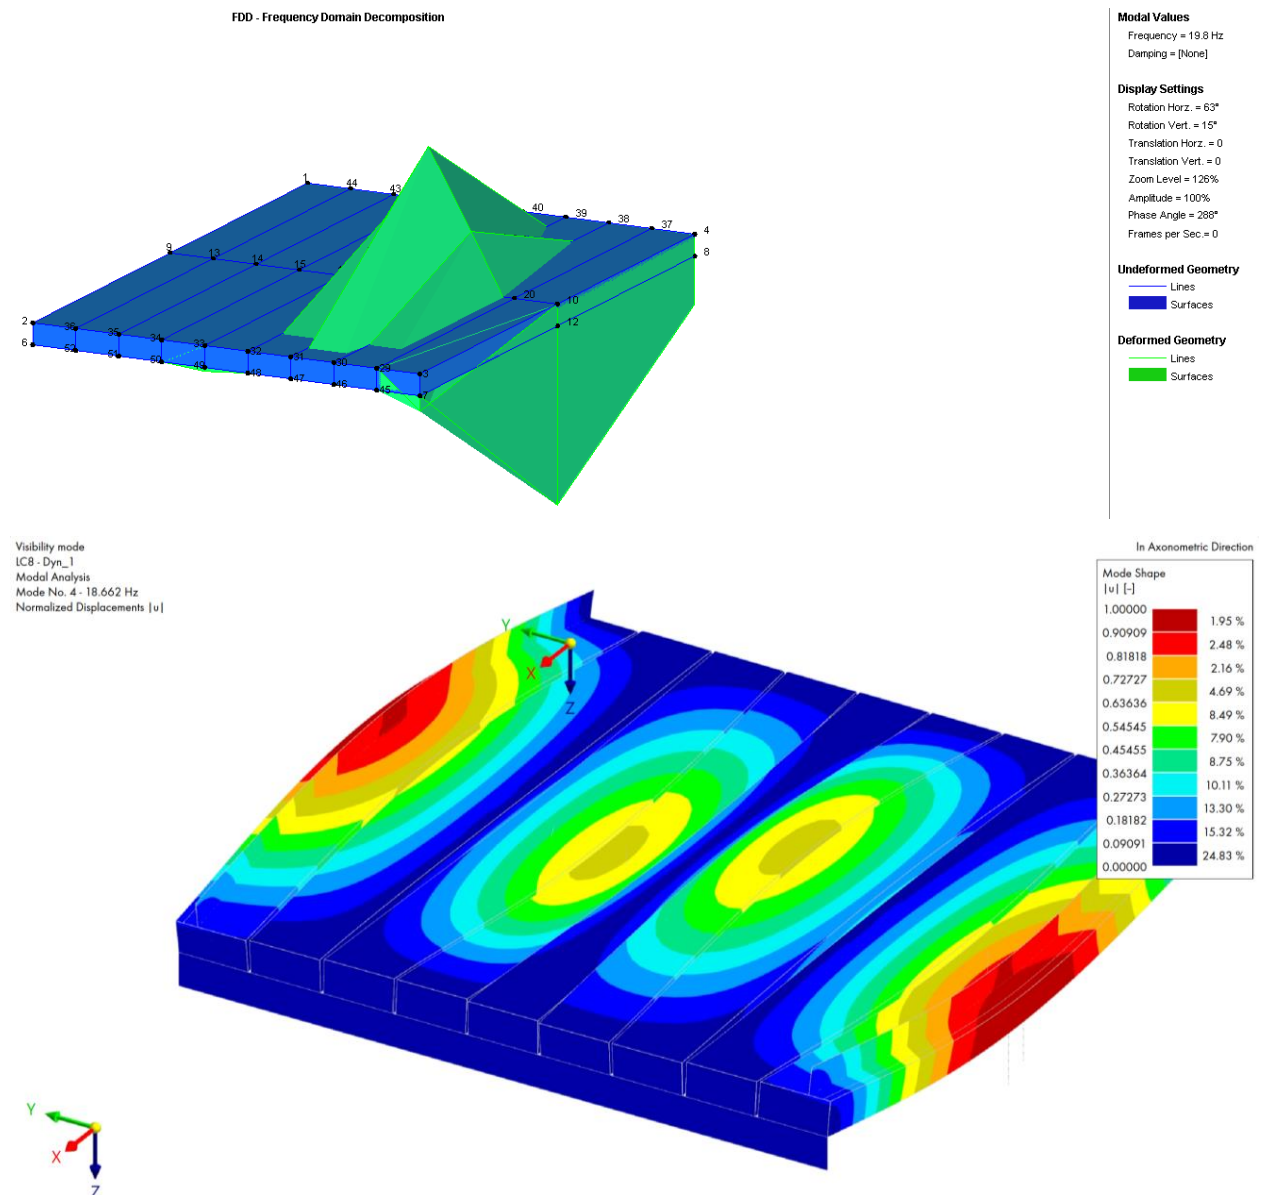 FDD - Frequency Domain Decomposition
Modal Values
Frequency = 19.8 Hz
Damping = [None]
Display Settings
Rotation Horz. = 63°
Rotation Vert. = 15°
Translation Horz. = 0
Translation Vert. = 0
Zoom Level = 126%
Amplitude = 100%
Phase Angle = 288°
Frames per Sec.= 0
Undeformed Geometry
Lines
Surfaces
Deformed Geometry
Lines
Surfaces
1 44 43 40 39 38 37 4
8
9 13 14 15 20 10
12
2 36 35 34 33 32 31 30 29 3
6 52 51 50 49 48 47 46 45 7
Visibility mode
LC8 - Dyn_1
Modal Analysis
Mode No. 4 - 18.662 Hz
Normalized Displacements |u|
In Axonometric Direction
Mode Shape
|u| [-]
1.00000
1.95 %
0.90909
2.48 %
0.81818
2.16 %
0.72727
4.69 %
0.63636
8.49 %
0.54545
7.90 %
0.45455
8.75 %
0.36364
10.11 %
0.27273
13.30 %
0.18182
15.32 %
0.09091
24.83 %
0.00000
Y
X
Z
Y
X
Z